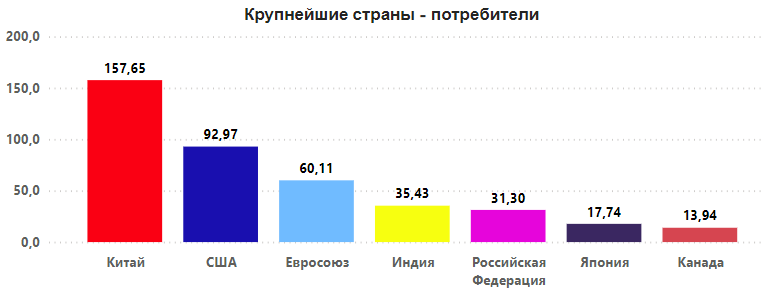 Крупнейшие страны - потребители
200,0
150,0
100,0
50,0
0,0
157,65
92,97
60,11
35,43
31,30
17,74
13,94
Китай
США
Евросоюз
Индия
Российская
Федерация
Япония
Канада